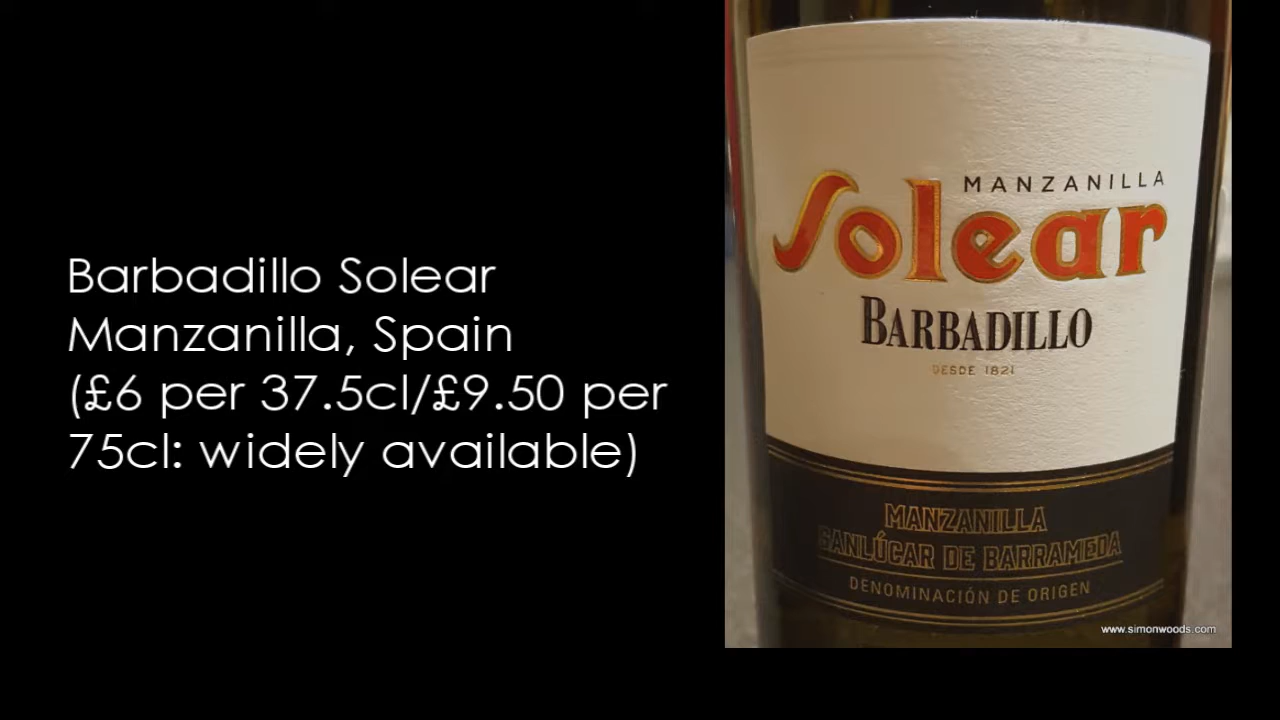 Barbadillo Solear
Manzanilla, Spain
(£6 per 37.5cl/£9.50 per
75cl: widely available)
MANZANILLA
Solear
BARBADILLO
DESDE 1821
MANZANILLA
SANLÚCAR DE BARRAMEDA
DENOMINACIÓN DE ORIGEN
www.simonwoods.com